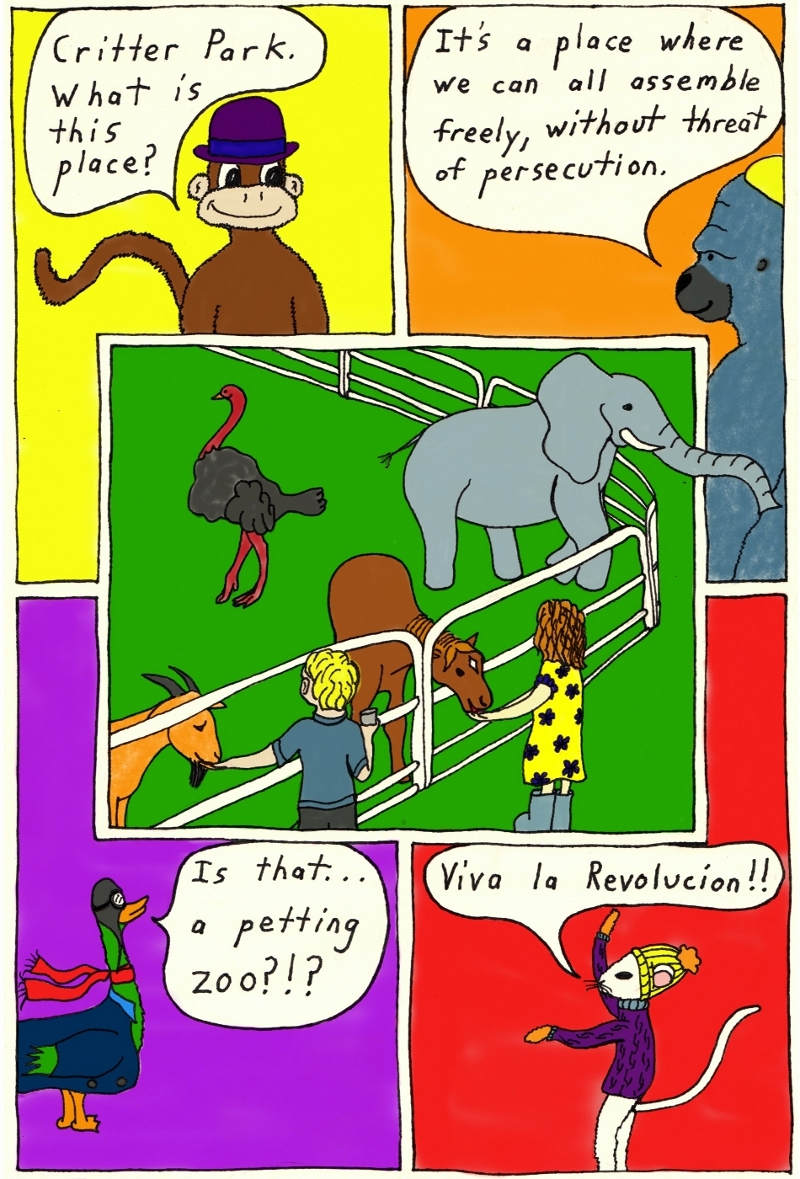 Critter Park.
What is
this
place?
It's a place where
we can all assemble
freely, without threat
of persecution.
Is that...
a petting
zoo?!?
Viva la Revolucion!!